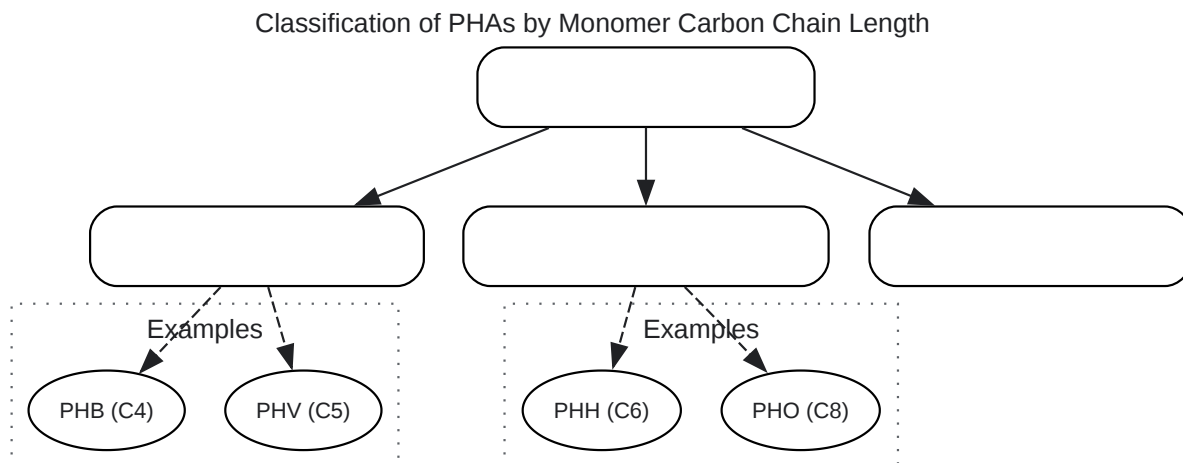 Classification of PHAs by Monomer Carbon Chain Length
Examples
Examples
PHB (C4)
PHV (C5)
PHH (C6)
PHO (C8)